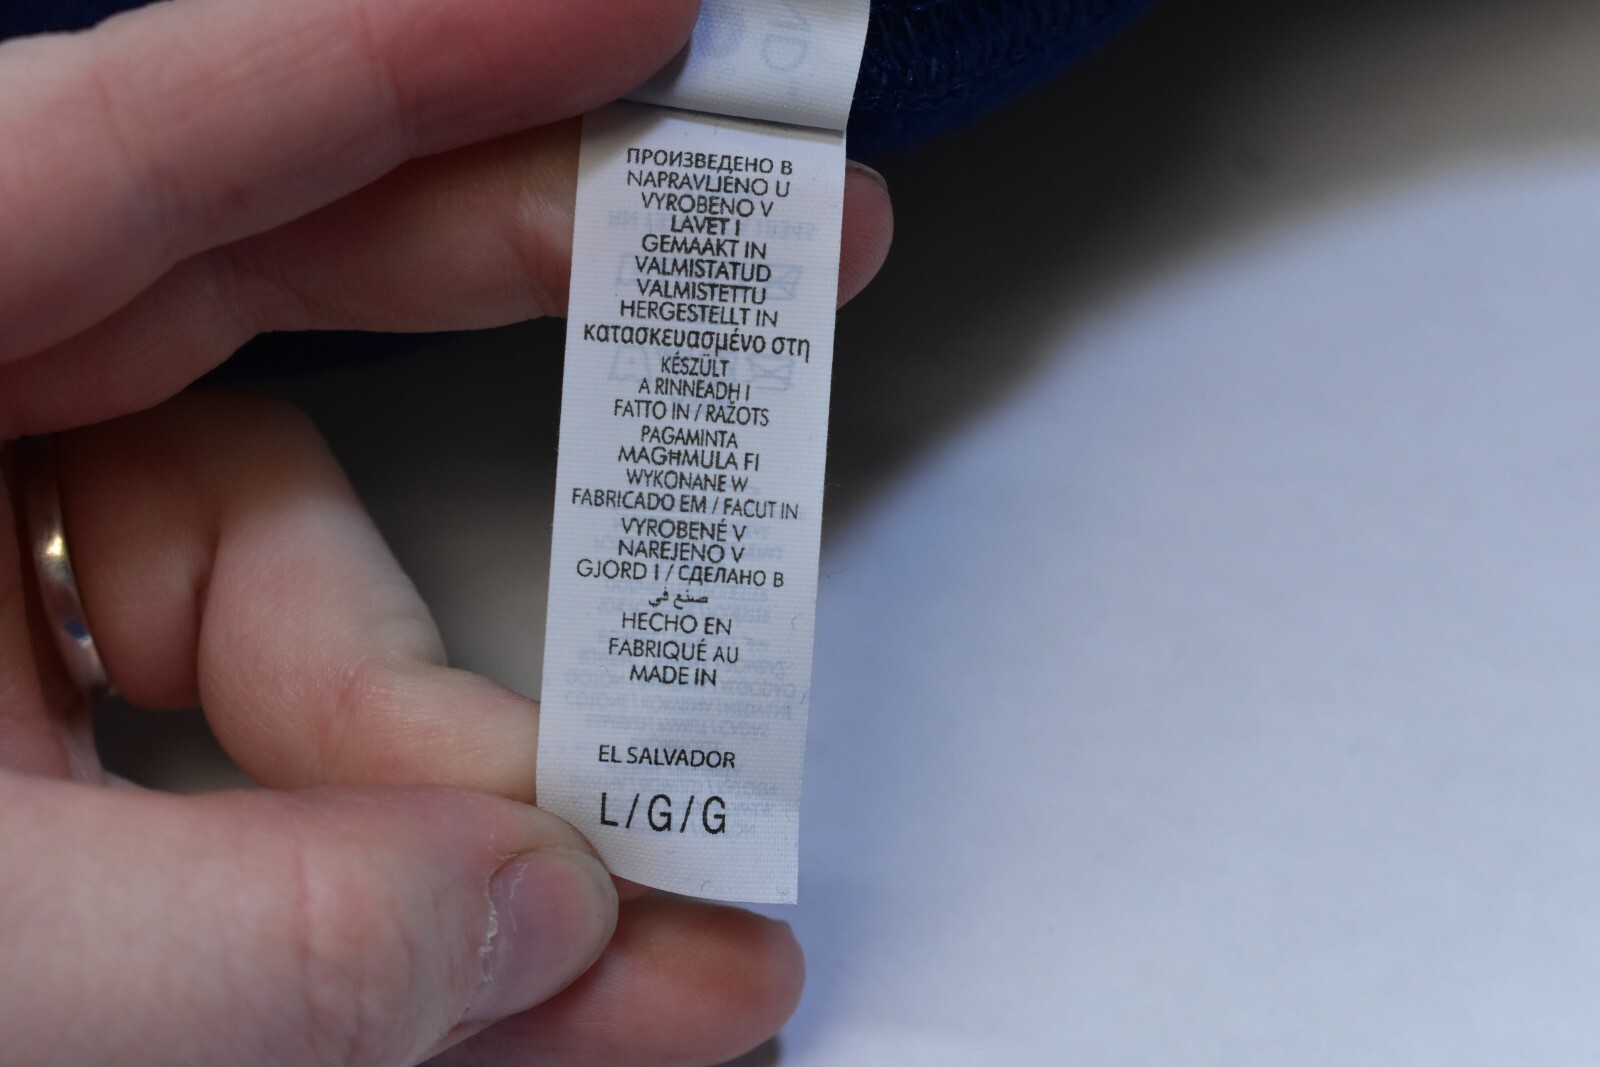 ПРОИЗВЕДЕНО В
NAPRAVLJENO U
VYROBENO V
LAVET I
GEMAAKT IN
VALMISTATUD
VALMISTETTU
HERGESTELLT IN
κατασκευασμένο στη
KÉSZÜLT
A RINNEADH I
FATTO IN / RAŽOTS
PAGAMINTA
MAGĦMULA FI
WYKONANE W
FABRICADO EM / FACUT IN
VYROBENÉ V
NAREJENO V
GJORD I / СДЕЛАНО В
صنع في
HECHO EN
FABRIQUÉ AU
MADE IN
EL SALVADOR
L/G/G